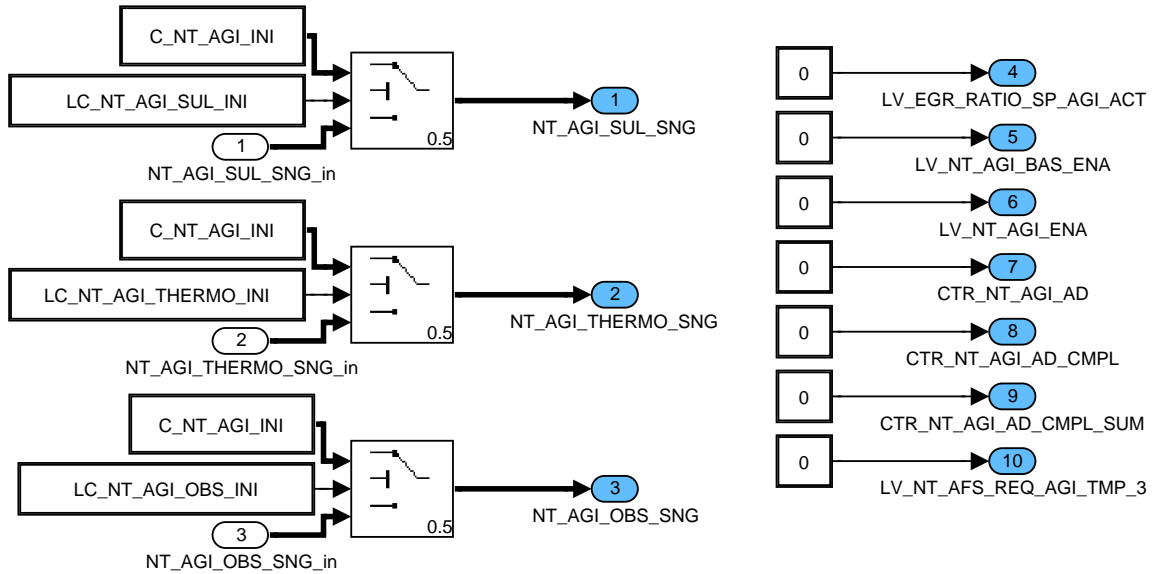 C_NT_AGI_INI
LC_NT_AGI_SUL_INI
1
NT_AGI_SUL_SNG_in
0.5
1
NT_AGI_SUL_SNG
C_NT_AGI_INI
LC_NT_AGI_THERMO_INI
2
NT_AGI_THERMO_SNG_in
0.5
2
NT_AGI_THERMO_SNG
C_NT_AGI_INI
LC_NT_AGI_OBS_INI
3
NT_AGI_OBS_SNG_in
0.5
3
NT_AGI_OBS_SNG
0
4
LV_EGR_RATIO_SP_AGI_ACT
0
5
LV_NT_AGI_BAS_ENA
0
6
LV_NT_AGI_ENA
0
7
CTR_NT_AGI_AD
0
8
CTR_NT_AGI_AD_CMPL
0
9
CTR_NT_AGI_AD_CMPL_SUM
0
10
LV_NT_AFS_REQ_AGI_TMP_3